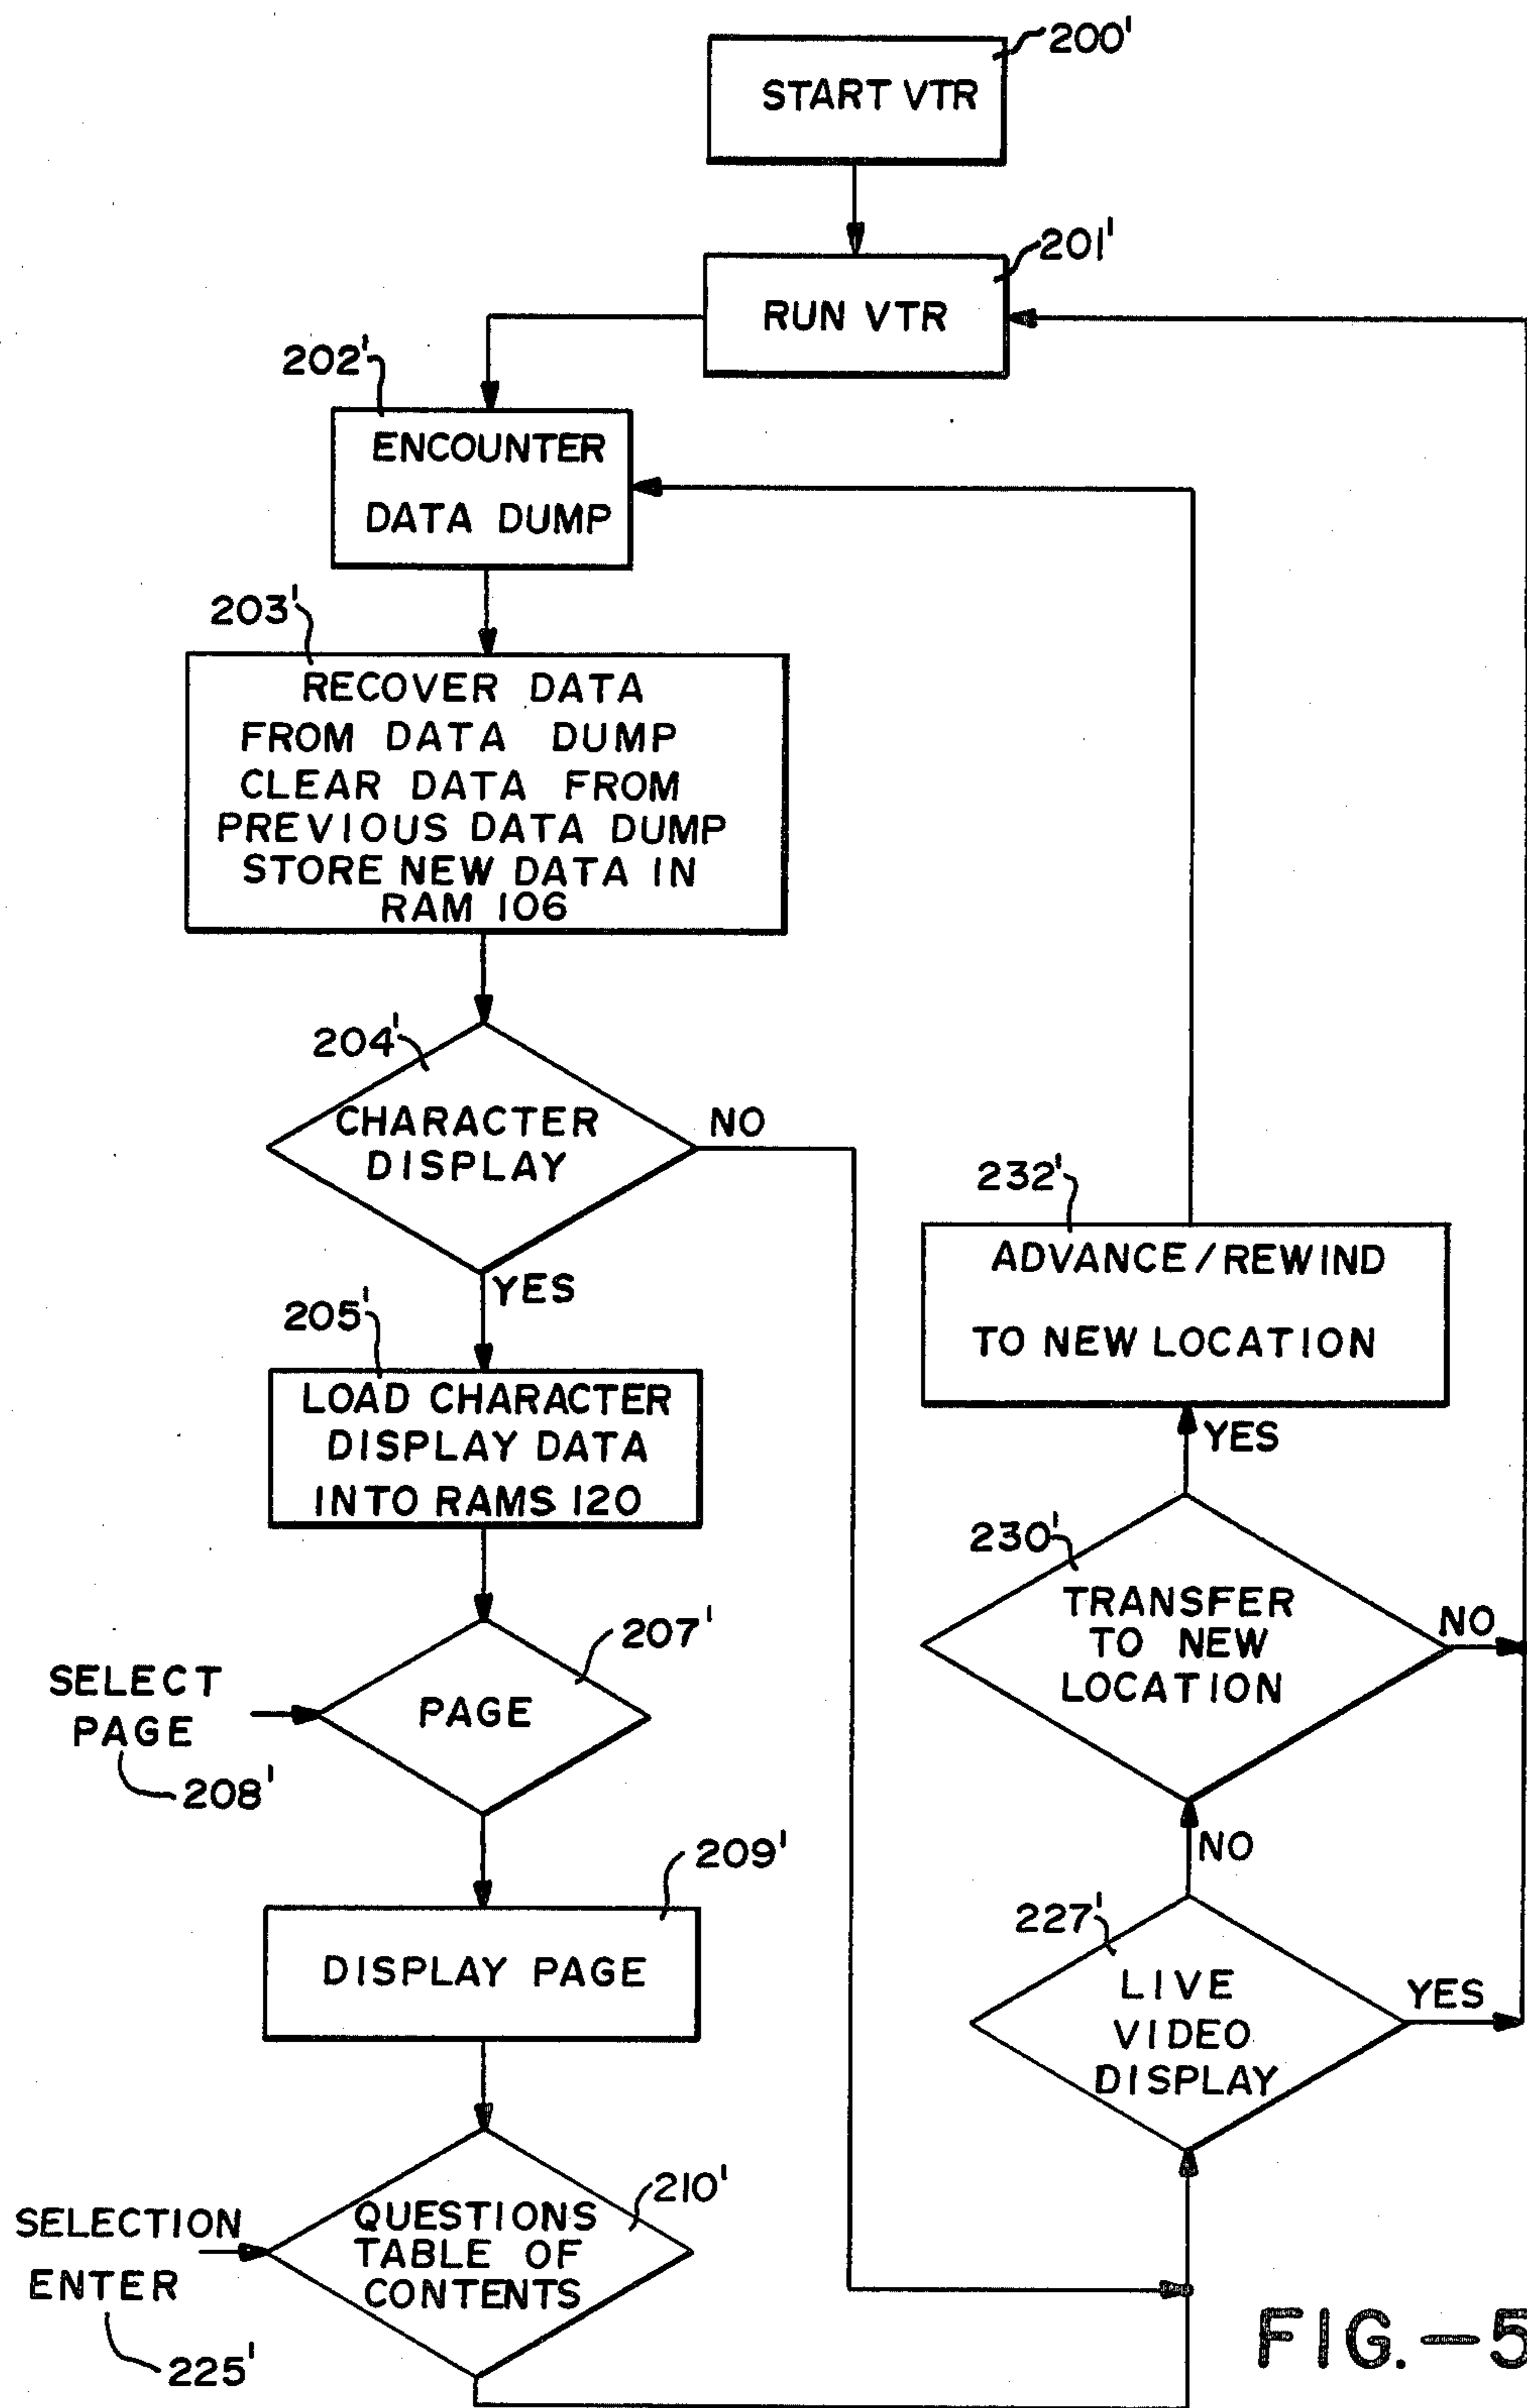 200'
START VTR
201'
RUN VTR
202'
ENCOUNTER
DATA DUMP
203'
RECOVER DATA
FROM DATA DUMP
CLEAR DATA FROM
PREVIOUS DATA DUMP
STORE NEW DATA IN
RAM 106
204'
CHARACTER
DISPLAY
NO
YES
205'
LOAD CHARACTER
DISPLAY DATA
INTO RAMS 120
207'
PAGE
SELECT
PAGE
208'
209'
DISPLAY PAGE
210'
QUESTIONS
TABLE OF
CONTENTS
SELECTION
ENTER
225'
232'
ADVANCE/REWIND
TO NEW LOCATION
YES
230'
TRANSFER
TO NEW
LOCATION
NO
NO
227'
LIVE
VIDEO
DISPLAY
YES
FIG.-5